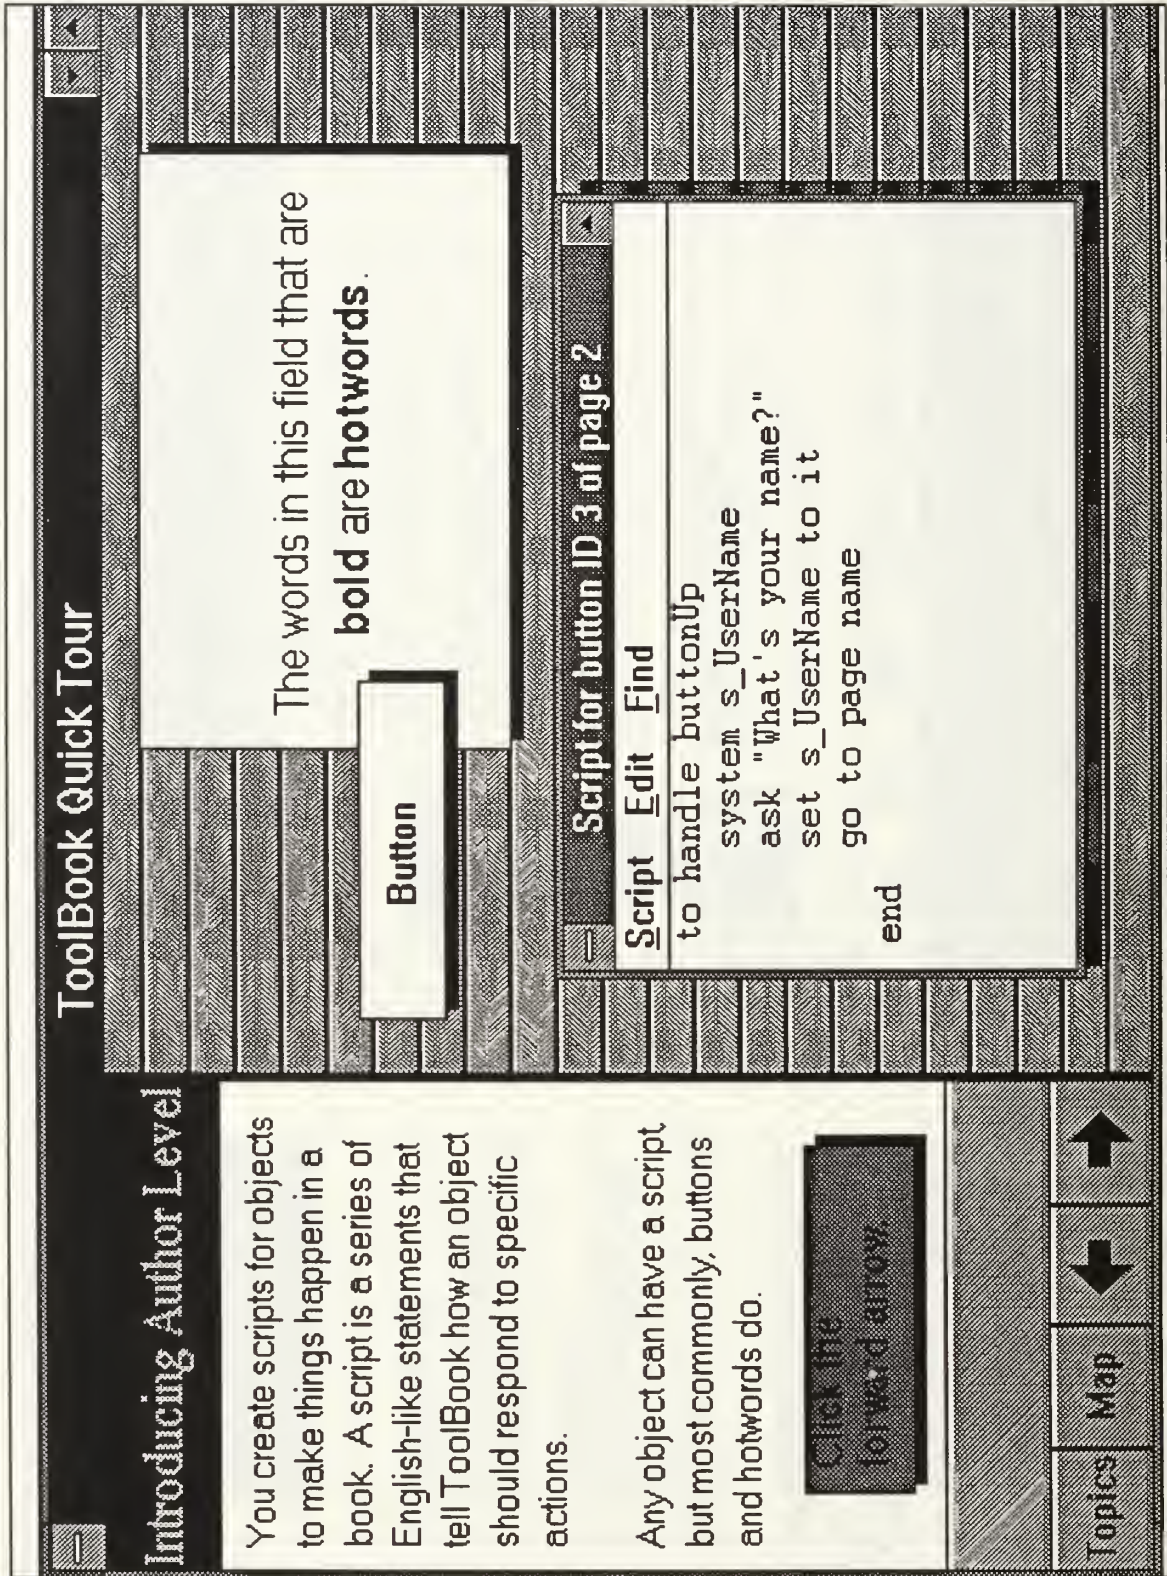 ToolBook Quick Tour
Introducing Author Level
You create scripts for objects
to make things happen in a
book. A script is a series of
English-like statements that
tell ToolBook how an object
should respond to specific
actions.
Any object can have a script
but most commonly, buttons
and hotwords do.
Click the
forward arrow.
Topics
Map
The words in this field that are
bold are hotwords.
Button
Script for button ID 3 of page 2
Script Edit Find
to handle buttonUp
system s_UserName
ask "What's your name?"
set s_UserName to it
go to page name
end